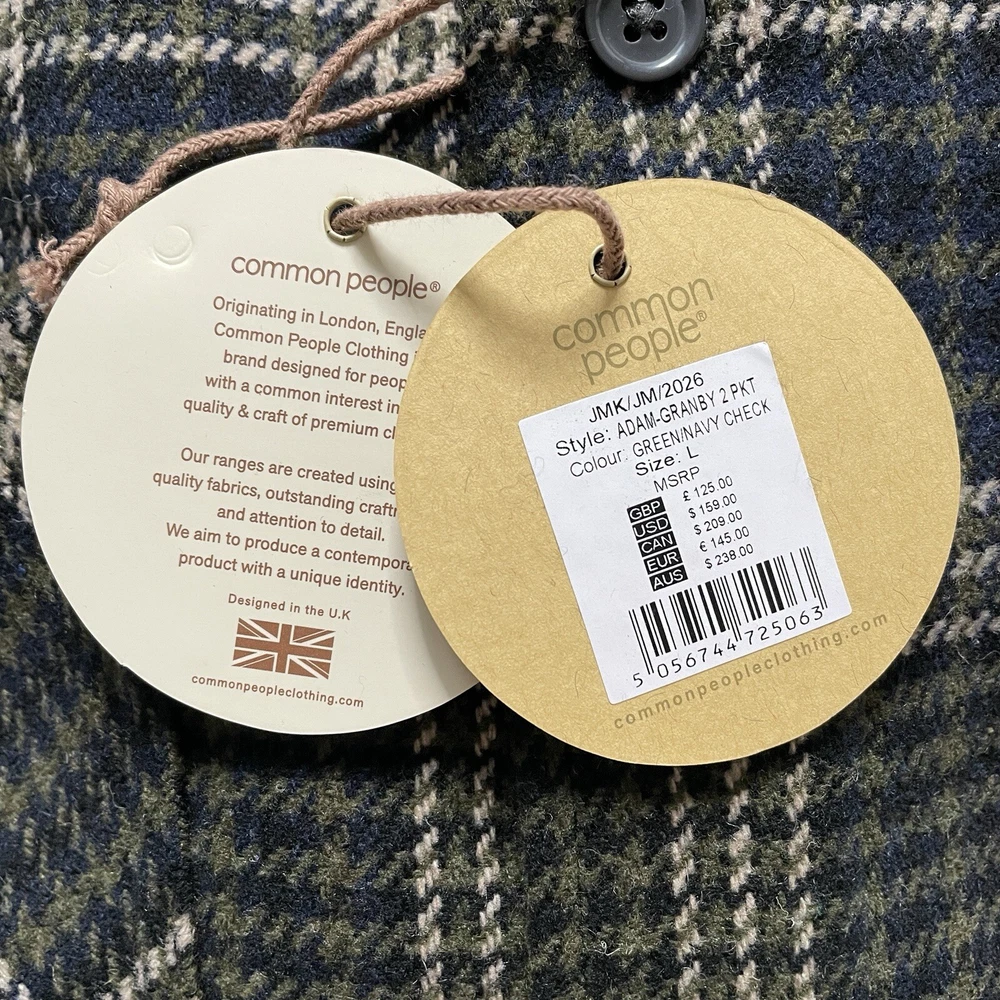 common people®
Originating in London, Engla
Common People Clothing
brand designed for peop
with a common interest in
quality & craft of premium
Our ranges are created using
quality fabrics, outstanding craft
and attention to detail.
We aim to produce a contempora
product with a unique identity.
Designed in the U.K
commonpeopleclothing.com
common
people®
JMK/JM/2026
Style: ADAM-GRANBY 2 PKT
Colour: GREEN/NAVY CHECK
Size: L
MSRP
GBP £ 125.00
USD $ 159.00
CAN $ 209.00
EUR € 145.00
AUS $ 238.00
5 056744 725063
commonpeopleclothing.com